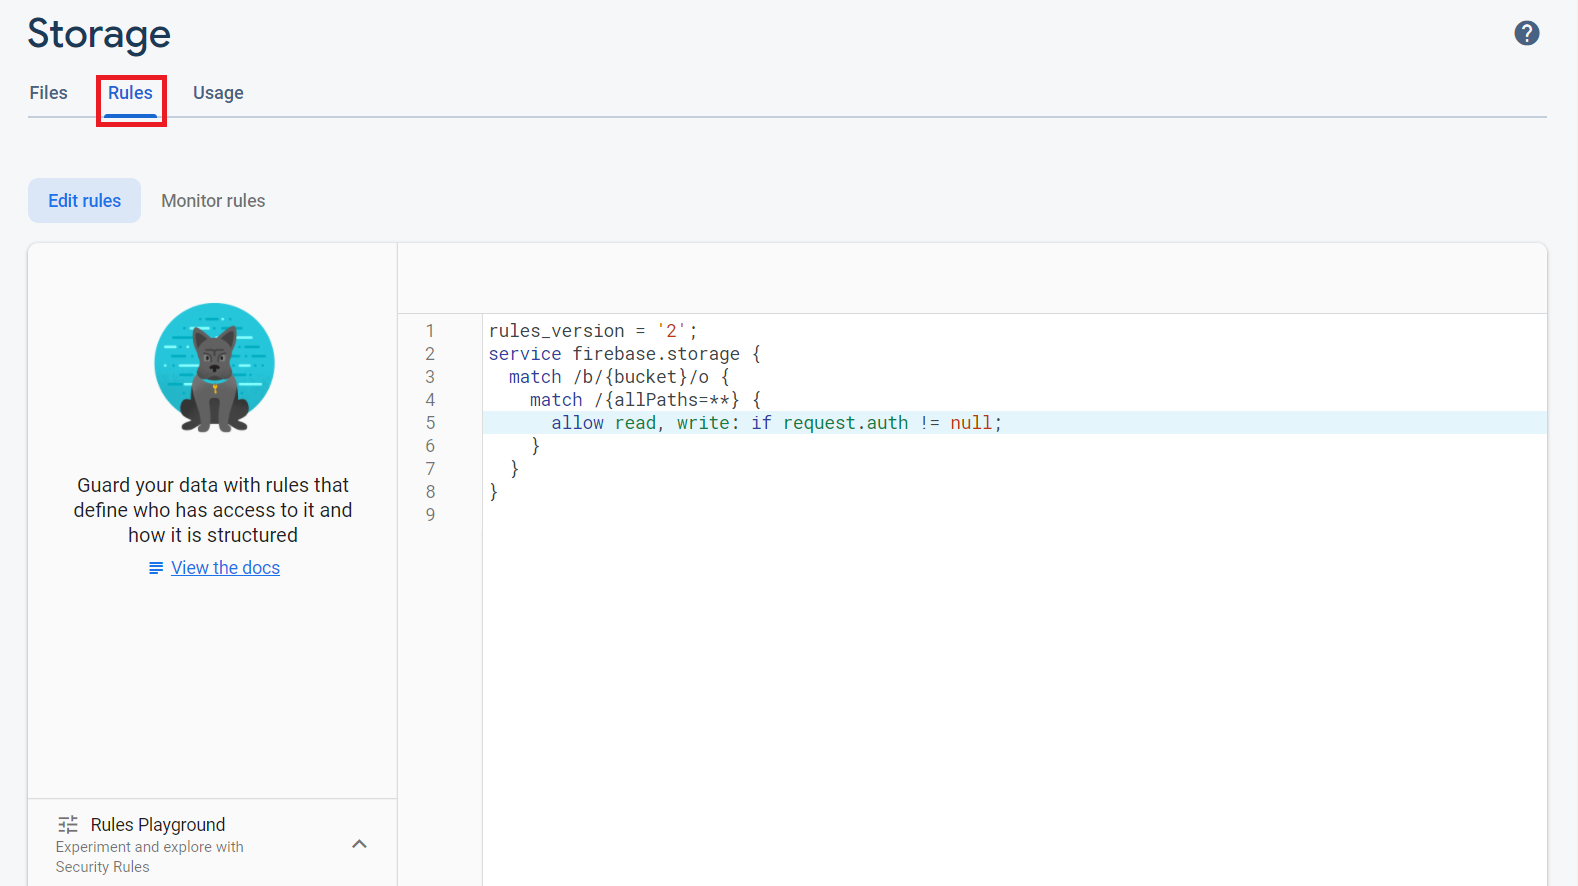 Storage
?
Files
Rules
Usage
Edit rules
Monitor rules
Guard your data with rules that
define who has access to it and
how it is structured
View the docs
Rules Playground
Experiment and explore with
Security Rules
1 rules_version = '2';
2 service firebase.storage {
3   match /b/{bucket}/o {
4     match /{allPaths=**} {
5       allow read, write: if request.auth != null;
6     }
7   }
8 }
9